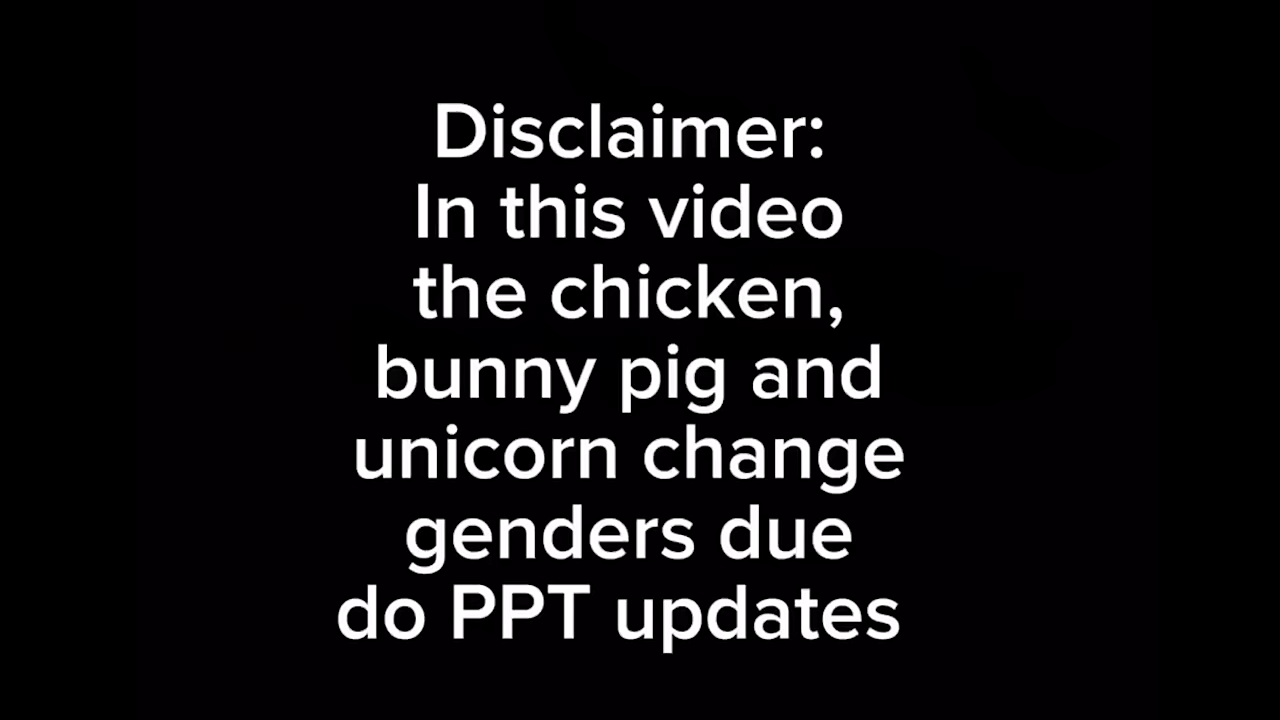 Disclaimer:
In this video
the chicken,
bunny pig and
unicorn change
genders due
do PPT updates